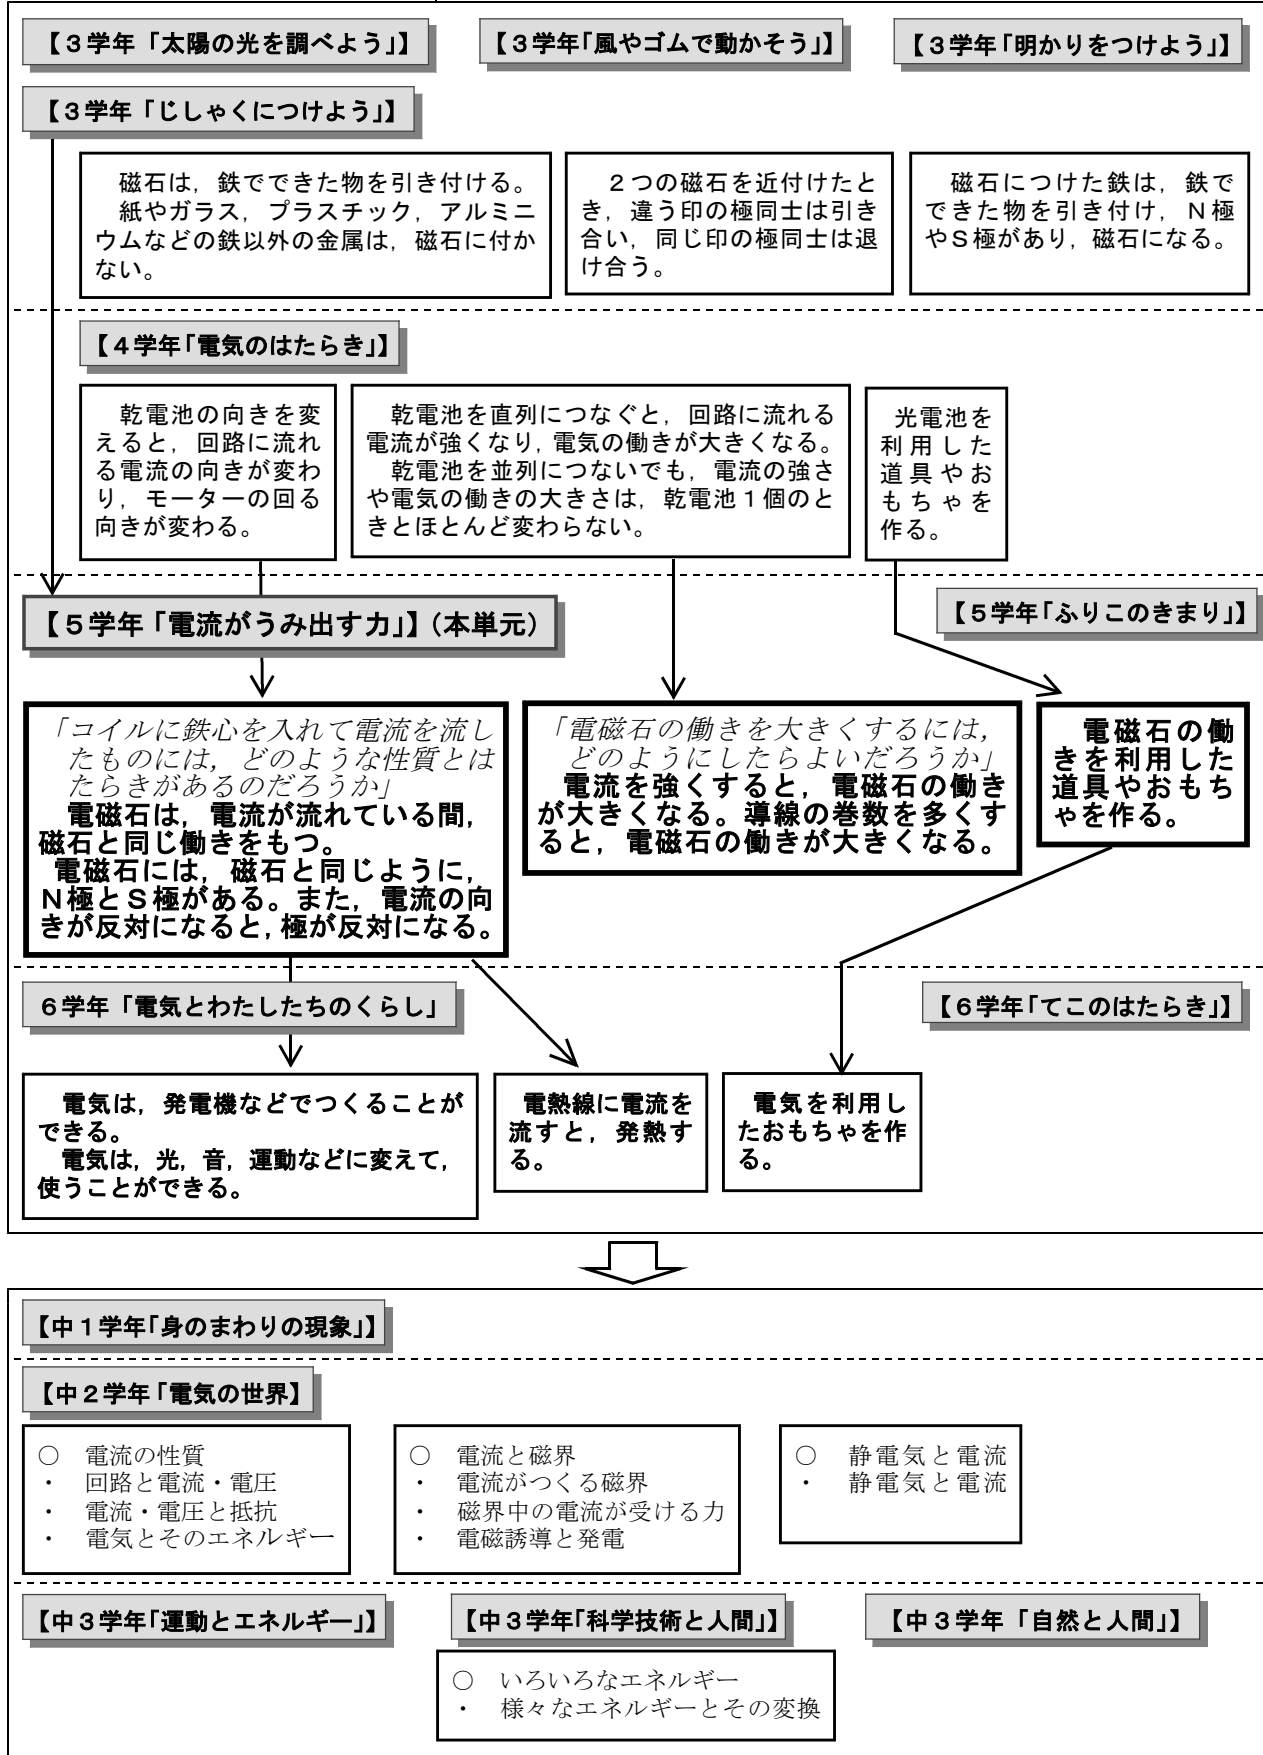 【３学年「太陽の光を調べよう」】
【３学年「風やゴムで動かそう」】
【３学年「明かりをつけよう」】
【３学年「じしゃくにつけよう」】
磁石は，鉄でできた物を引き付ける。
紙やガラス，プラスチック，アルミニ
ウムなどの鉄以外の金属は，磁石に付か
ない。
２つの磁石を近付けたと
き，違う印の極同士は引き
合い，同じ印の極同士は退
け合う。
磁石につけた鉄は，鉄で
できた物を引き付け，Ｎ極
やＳ極があり，磁石になる。
【４学年「電気のはたらき」】
乾電池の向きを変
えると，回路に流れ
る電流の向きが変わ
り，モーターの回る
向きが変わる。
乾電池を直列につなぐと，回路に流れる
電流が強くなり，電気の働きが大きくなる。
乾電池を並列につないでも，電流の強さ
や電気の働きの大きさは，乾電池１個のと
きとほとんど変わらない。
光電池を
利用した
道具やお
もちゃを
作る。
【５学年「電流がうみ出す力」】（本単元）
【５学年「ふりこのきまり」】
「コイルに鉄心を入れて電流を流し
たものには，どのような性質とは
たらきがあるのだろうか」
電磁石は，電流が流れている間，
磁石と同じ働きをもつ。
電磁石には，磁石と同じように，
Ｎ極とＳ極がある。また，電流の向
きが反対になると，極が反対になる。
「電磁石の働きを大きくするには，
どのようにしたらよいだろうか」
電流を強くすると，電磁石の働き
が大きくなる。導線の巻数を多くす
ると，電磁石の働きが大きくなる。
電磁石の働
きを利用した
道具やおもち
ゃを作る。
６学年「電気とわたしたちのくらし」
【６学年「てこのはたらき」】
電気は，発電機などでつくることが
できる。
電気は，光，音，運動などに変えて，
使うことができる。
電熱線に電流を
流すと，発熱す
る。
電気を利用し
たおもちゃを作
る。
【中１学年「身のまわりの現象」】
【中２学年「電気の世界】
○　電流の性質
・　回路と電流・電圧
・　電流・電圧と抵抗
・　電気とそのエネルギー
○　電流と磁界
・　電流がつくる磁界
・　磁界中の電流が受ける力
・　電磁誘導と発電
○　静電気と電流
・　静電気と電流
【中３学年「運動とエネルギー」】
【中３学年「科学技術と人間」】
【中３学年「自然と人間」】
○　いろいろなエネルギー
・　様々なエネルギーとその変換